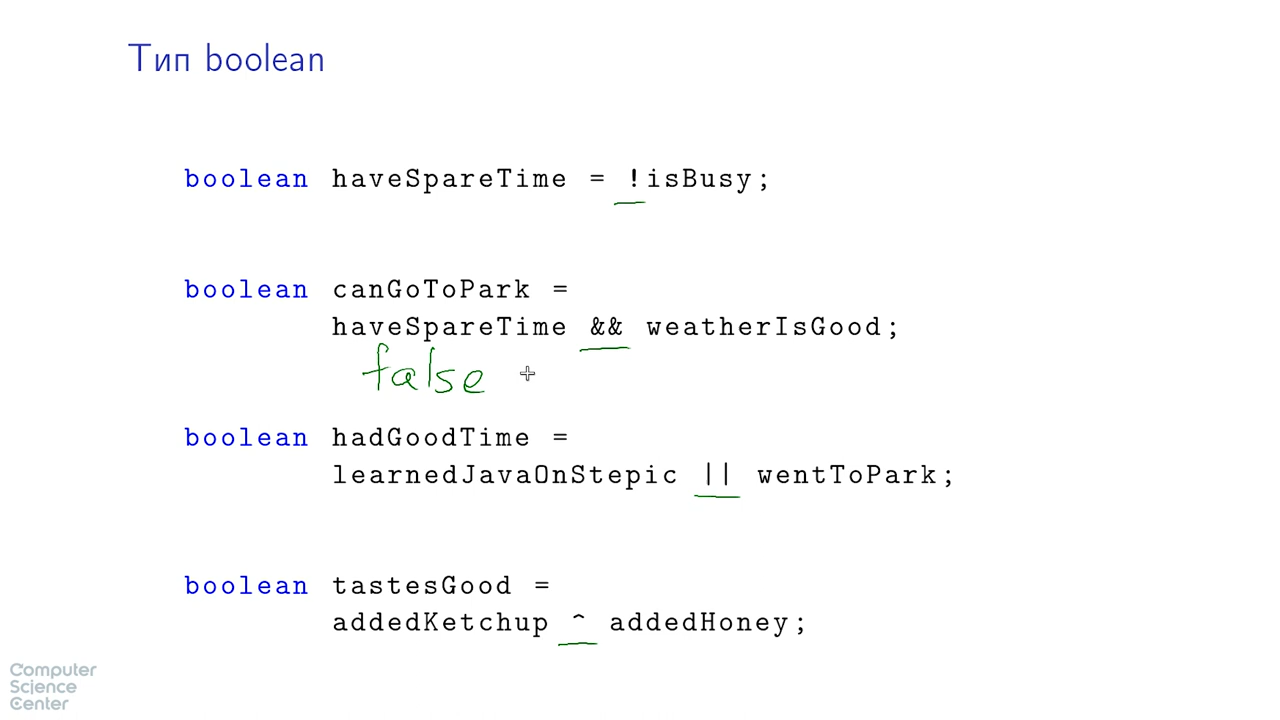 Тип boolean
boolean haveSpareTime = !isBusy;
boolean canGoToPark =
haveSpareTime && weatherIsGood;
false
boolean hadGoodTime =
learnedJavaOnStepic || wentToPark;
boolean tastesGood =
addedKetchup ^ addedHoney;
Computer
Science
Center